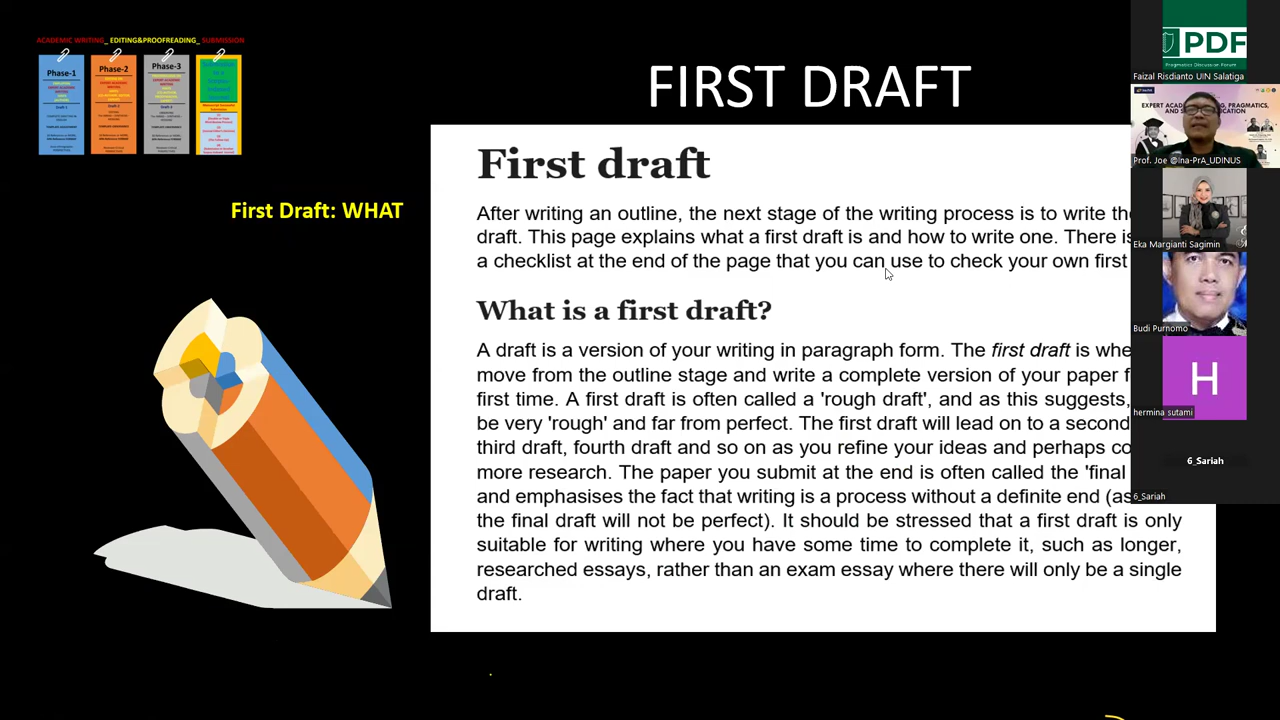 ACADEMIC WRITING_ EDITING&PROOFREADING_ SUBMISSION
Phase-1
Phase-2
Phase-3
FIRST DRAFT
First Draft: WHAT
First draft
After writing an outline, the next stage of the writing process is to write the
draft. This page explains what a first draft is and how to write one. There is
a checklist at the end of the page that you can use to check your own first
What is a first draft?
A draft is a version of your writing in paragraph form. The first draft is whe
move from the outline stage and write a complete version of your paper f
first time. A first draft is often called a 'rough draft', and as this suggests,
be very 'rough' and far from perfect. The first draft will lead on to a second
third draft, fourth draft and so on as you refine your ideas and perhaps co
more research. The paper you submit at the end is often called the 'final
and emphasises the fact that writing is a process without a definite end (as
the final draft will not be perfect). It should be stressed that a first draft is only
suitable for writing where you have some time to complete it, such as longer,
researched essays, rather than an exam essay where there will only be a single
draft.
PDF
Pragmatics Discussion Forum
Faizal Risdianto UIN Salatiga
Prof. Joe @Ina-PrA_UDINUS
Eka Margianti Sagimin
Budi Purnomo
H
hermina sutami
6_Sariah
6_Sariah